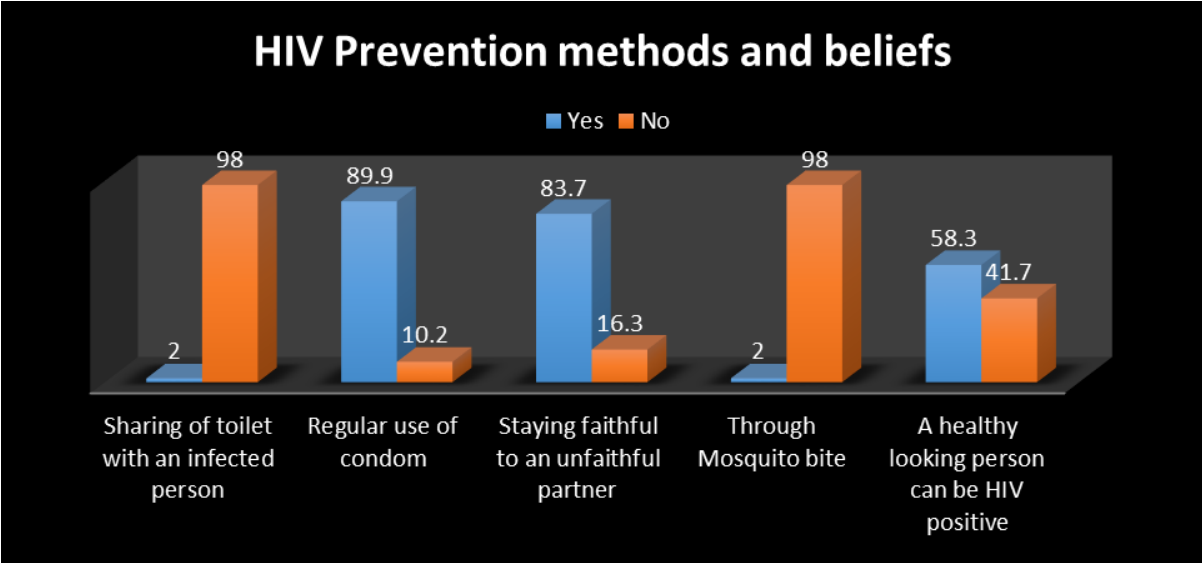 HIV Prevention methods and beliefs
Yes No
2 98 89.9 10.2 83.7 16.3 2 98 58.3 41.7
Sharing of toilet
with an infected
person
Regular use of
condom
Staying faithful
to an unfaithful
partner
Through
Mosquito bite
A healthy
looking person
can be HIV
positive